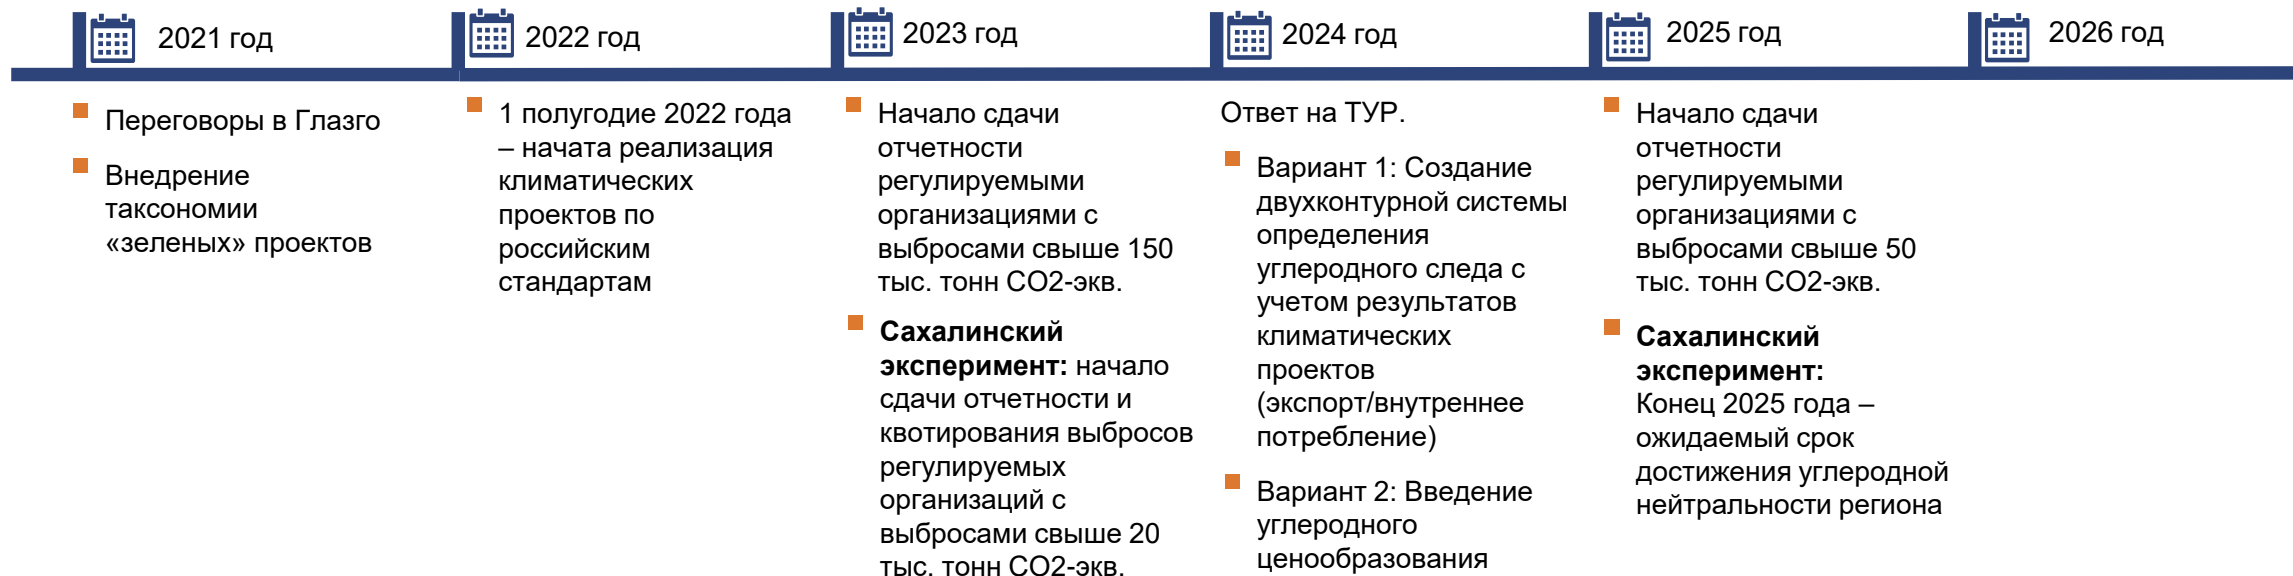 2021 год
Переговоры в Глазго
Внедрение
таксономии
«зеленых» проектов
2022 год
1 полугодие 2022 года
– начата реализация
климатических
проектов по
российским
стандартам
2023 год
Начало сдачи
отчетности
регулируемыми
организациями с
выбросами свыше 150
тыс. тонн СО2-экв.
Сахалинский
эксперимент: начало
сдачи отчетности и
квотирования выбросов
регулируемых
организаций с
выбросами свыше 20
тыс. тонн СО2-экв.
2024 год
Ответ на ТУР.
Вариант 1: Создание
двухконтурной системы
определения
углеродного следа с
учетом результатов
климатических
проектов
(экспорт/внутреннее
потребление)
Вариант 2: Введение
углеродного
ценообразования
2025 год
Начало сдачи
отчетности
регулируемыми
организациями с
выбросами свыше 50
тыс. тонн СО2-экв.
Сахалинский
эксперимент:
Конец 2025 года –
ожидаемый срок
достижения углеродной
нейтральности региона
2026 год